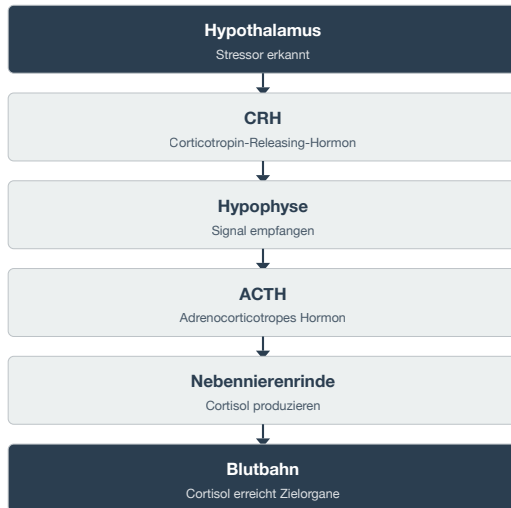 Hypothalamus
Stressor erkannt
CRH
Corticotropin-Releasing-Hormon
Hypophyse
Signal empfangen
ACTH
Adrenocorticotropes Hormon
Nebennierenrinde
Cortisol produzieren
Blutbahn
Cortisol erreicht Zielorgane